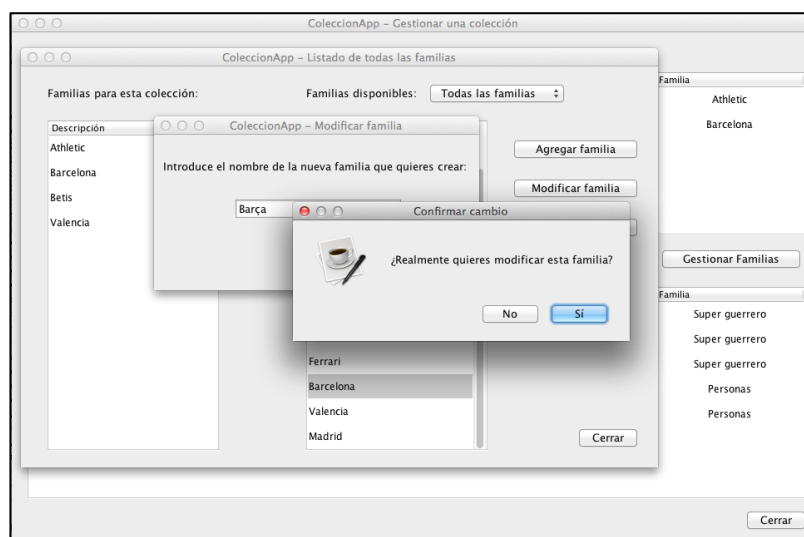 ColeccionApp – Gestionar una colección
ColeccionApp – Listado de todas las familias
Familias para esta colección:
Familias disponibles:
Todas las familias
Descripción
Athletic
Barcelona
Betis
Valencia
ColeccionApp – Modificar familia
Introduce el nombre de la nueva familia que quieres crear:
Barça
Confirmar cambio
¿Realmente quieres modificar esta familia?
No
Sí
Agregar familia
Modificar familia
Ferrari
Barcelona
Valencia
Madrid
Cerrar
Familia
Athletic
Barcelona
Gestionar Familias
Familia
Super guerrero
Super guerrero
Super guerrero
Personas
Personas
Cerrar